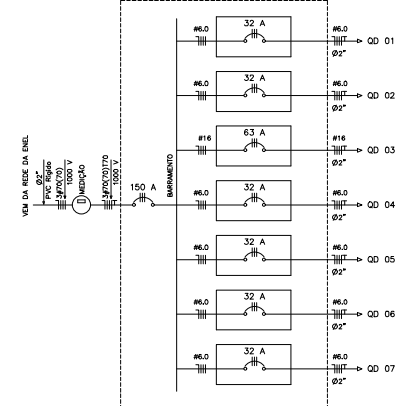 VEM DA REDE DA ENEL
Ø2"
PVC Rígido
3#70(70)
1000 V
MEDIÇÃO
3#70(70)T70
1000 V
150 A
BARRAMENTO
#6.0
32 A
#6.0
Ø2"
QD 01
#6.0
32 A
#6.0
Ø2"
QD 02
#16
63 A
#16
Ø2"
QD 03
#6.0
32 A
#6.0
Ø2"
QD 04
#6.0
32 A
#6.0
Ø2"
QD 05
#6.0
32 A
#6.0
Ø2"
QD 06
#6.0
32 A
#6.0
Ø2"
QD 07